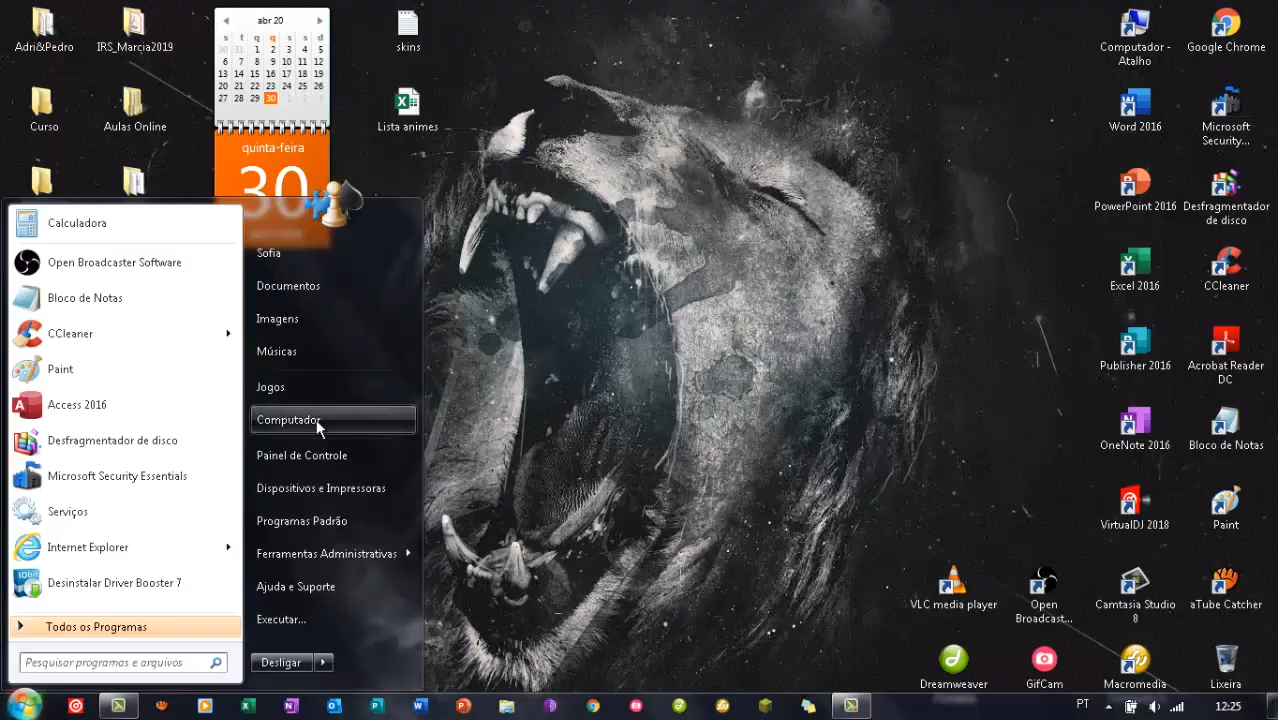 Adri&Pedro
IRS_Marcia2019
Curso
Aulas Online
abr 20
s t q q s s d
30 31 1 2 3 4 5
6 7 8 9 10 11 12
13 14 15 16 17 18 19
20 21 22 23 24 25 26
27 28 29 30 1 2 3
quinta-feira
30
skins
Lista animes
Calculadora
Open Broadcaster Software
Bloco de Notas
CCleaner
Paint
Access 2016
Desfragmentador de disco
Microsoft Security Essentials
Serviços
Internet Explorer
Desinstalar Driver Booster 7
Todos os Programas
Pesquisar programas e arquivos
Sofia
Documentos
Imagens
Músicas
Jogos
Computador
Painel de Controle
Dispositivos e Impressoras
Programas Padrão
Ferramentas Administrativas
Ajuda e Suporte
Executar...
Desligar
Computador -
Atalho
Google Chrome
Word 2016
Microsoft
Security...
PowerPoint 2016
Desfragmentador
de disco
Excel 2016
CCleaner
Publisher 2016
Acrobat Reader
DC
OneNote 2016
Bloco de Notas
VirtualDJ 2018
Paint
VLC media player
Open
Broadcast...
Camtasia Studio
8
aTube Catcher
Dreamweaver
GifCam
Macromedia
Lixeira
PT
12:25